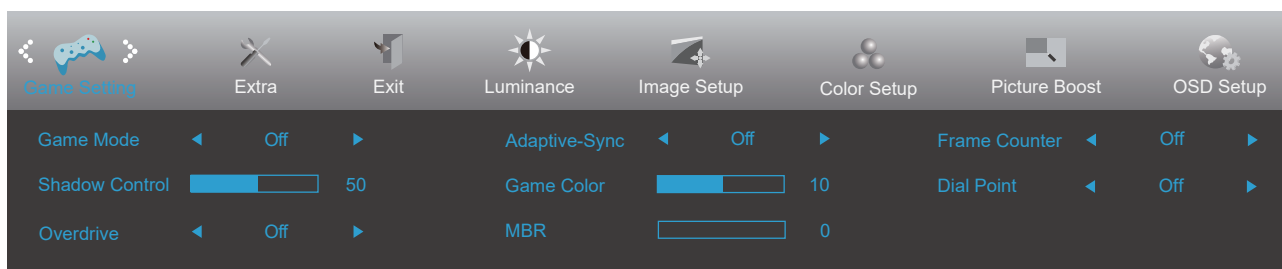 Game Setting Extra Exit Luminance Image Setup Color Setup Picture Boost OSD Setup
Game Mode Off Adaptive-Sync Off Frame Counter Off
Shadow Control 50 Game Color 10 Dial Point Off
Overdrive Off MBR 0